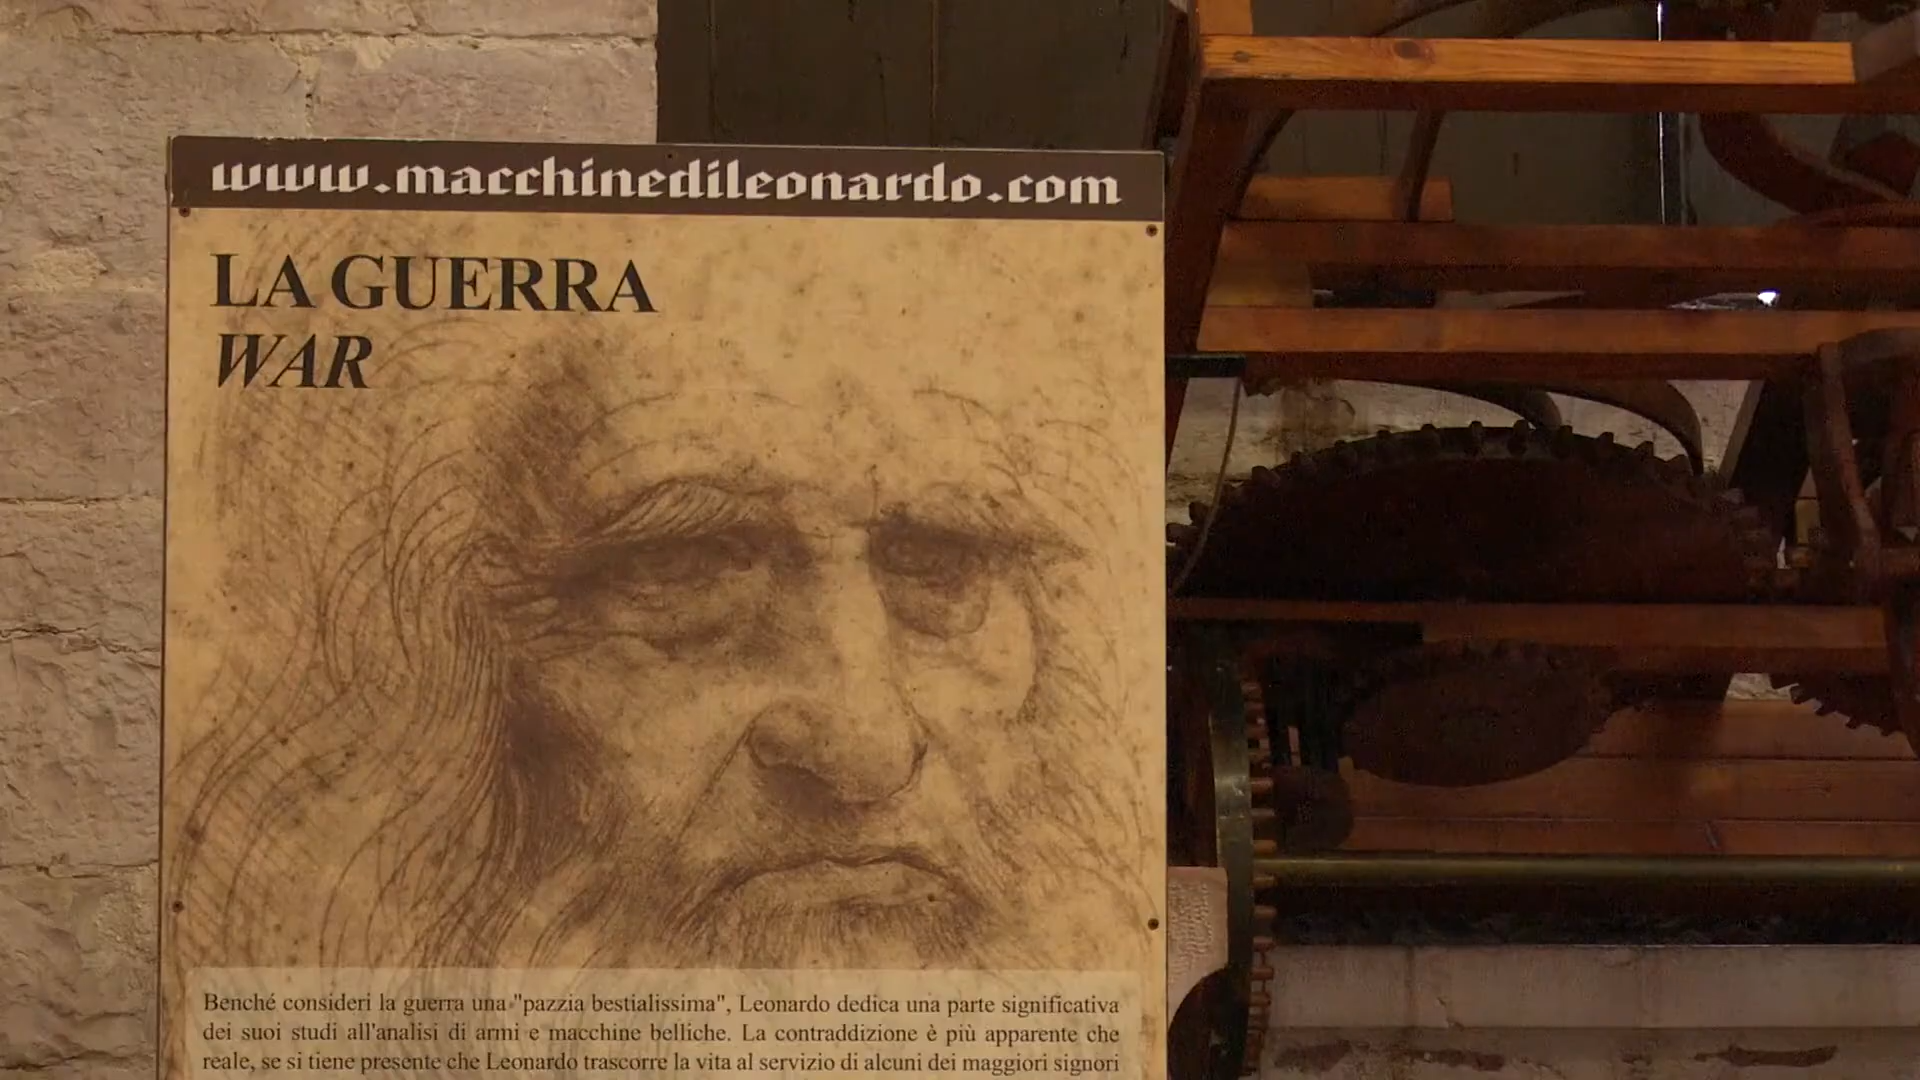 www.macchinedileonardo.com
LA GUERRA
WAR
Benché consideri la guerra una "pazzia bestialissima", Leonardo dedica una parte significativa
dei suoi studi all'analisi di armi e macchine belliche. La contraddizione è più apparente che
reale, se si tiene presente che Leonardo trascorre la vita al servizio di alcuni dei maggiori signori